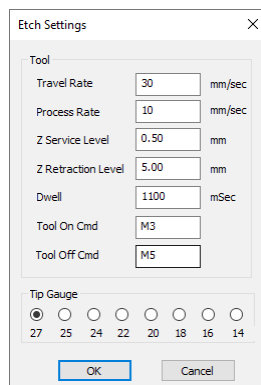 Etch Settings
Tool
Travel Rate 30 mm/sec
Process Rate 10 mm/sec
Z Service Level 0.50 mm
Z Retraction Level 5.00 mm
Dwell 1100 mSec
Tool On Cmd M3
Tool Off Cmd M5
Tip Gauge
27 25 24 22 20 18 16 14
OK Cancel